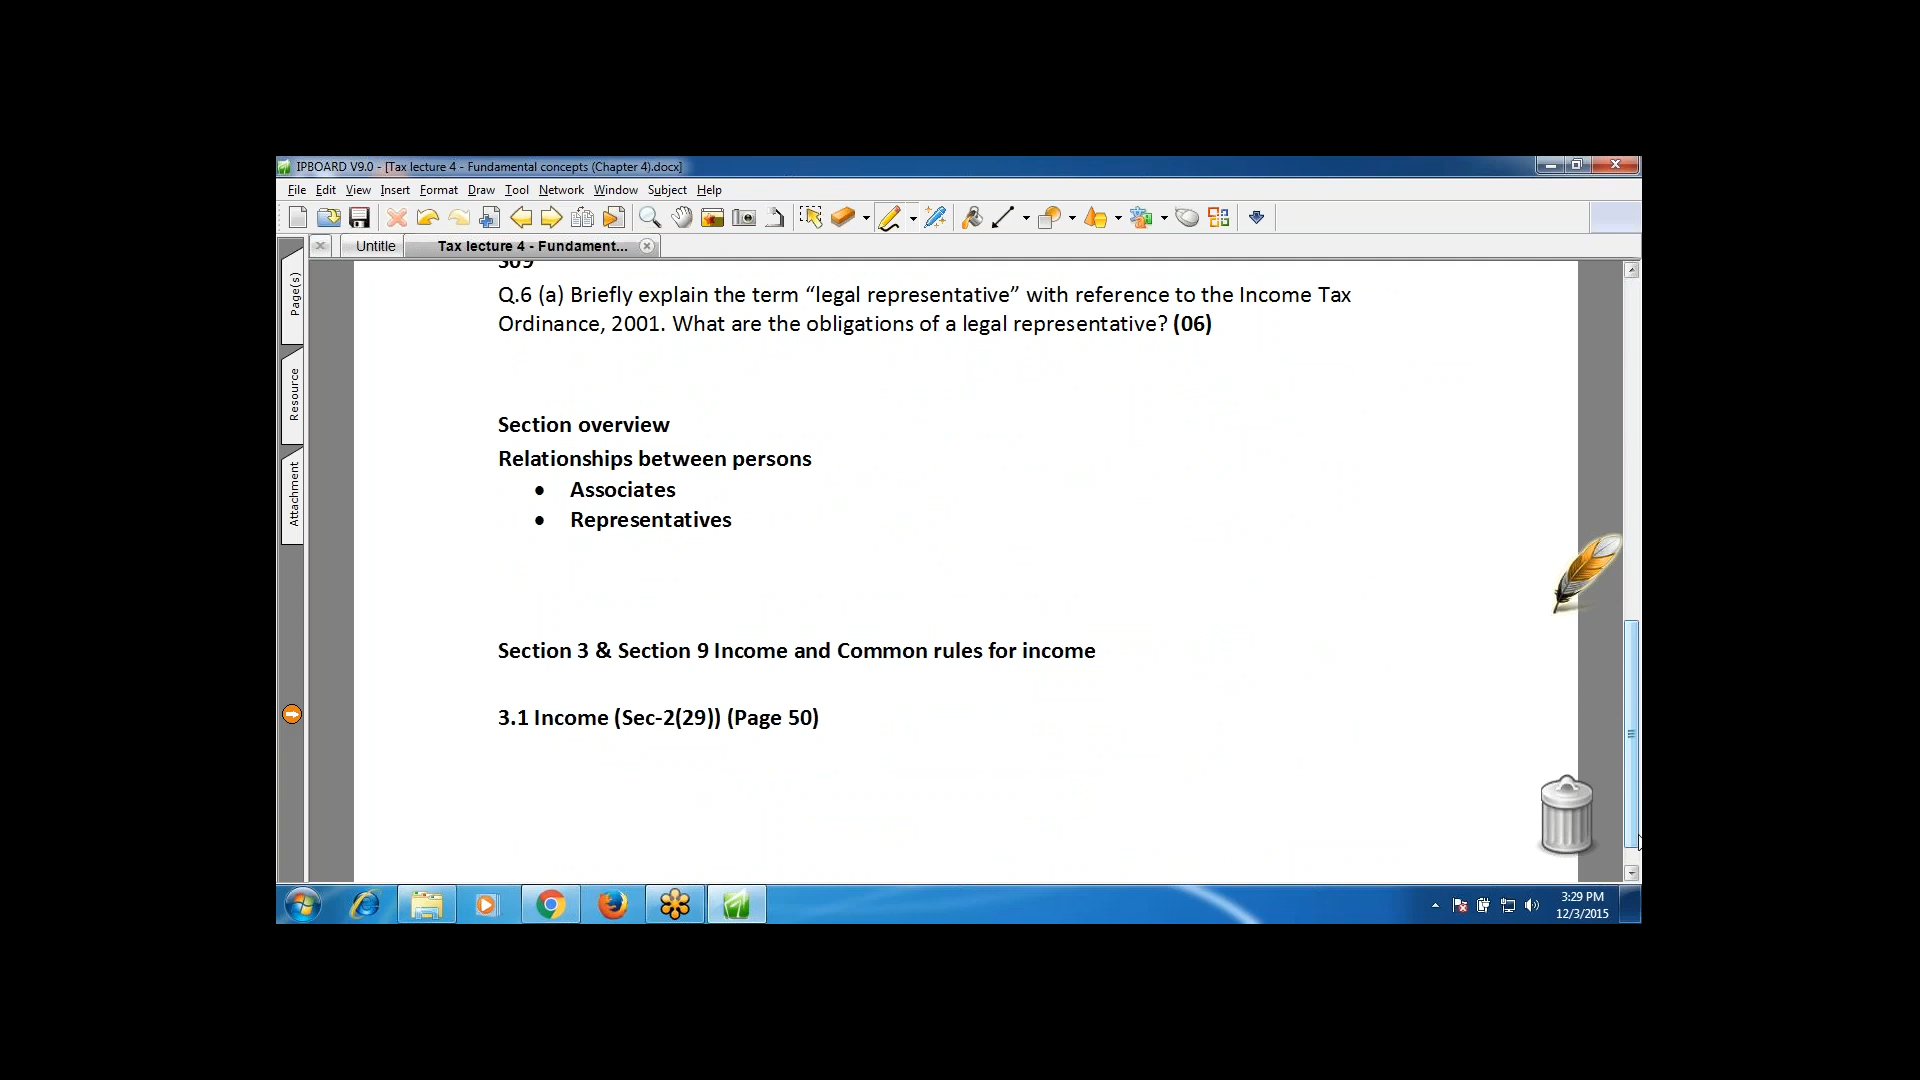 IPBOARD V9.0 - [Tax lecture 4 - Fundamental concepts (Chapter 4).docx]
File Edit View Insert Format Draw Tool Network Window Subject Help
Untitle Tax lecture 4 - Fundament...
Page(s)
Resource
Attachment
S09
Q.6 (a) Briefly explain the term “legal representative” with reference to the Income Tax
Ordinance, 2001. What are the obligations of a legal representative? (06)
Section overview
Relationships between persons
• Associates
• Representatives
Section 3 & Section 9 Income and Common rules for income
3.1 Income (Sec-2(29)) (Page 50)
3:29 PM
12/3/2015